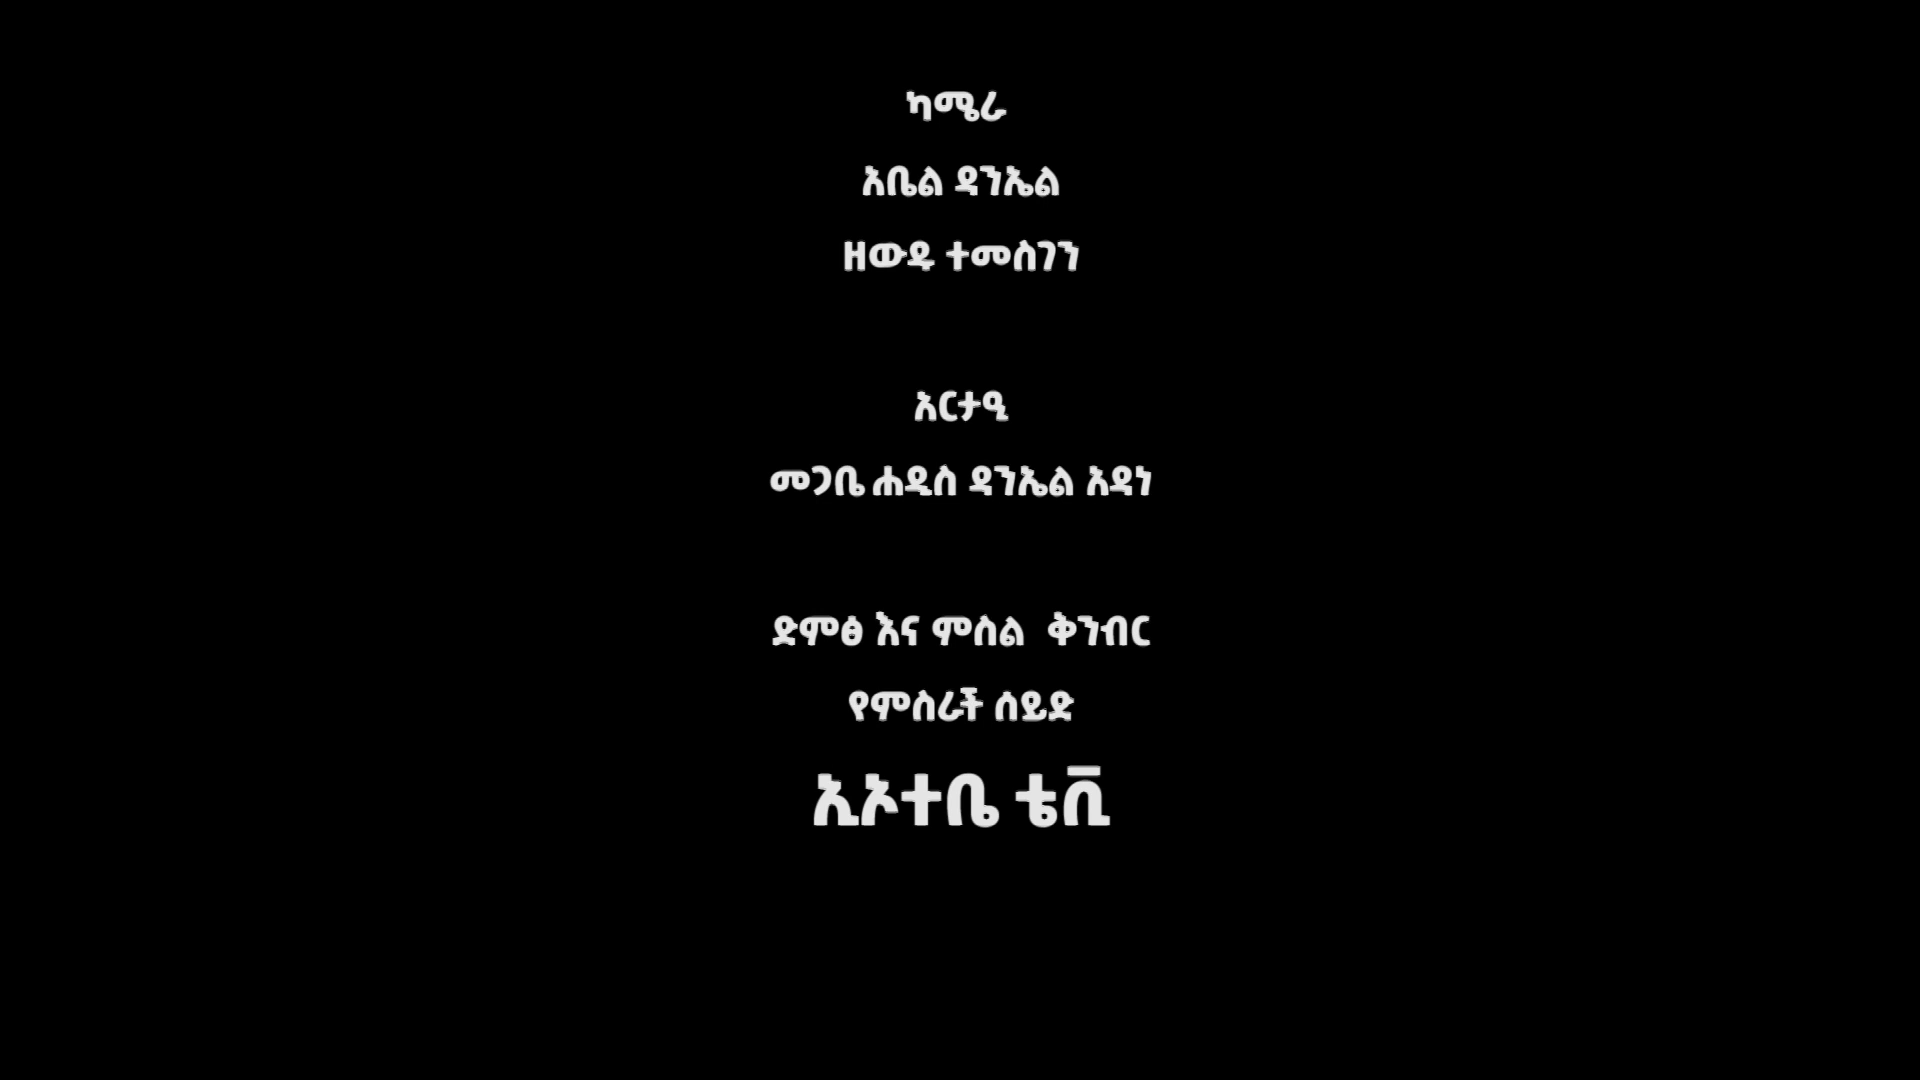 ካሜራ
አቤል ዳንኤል
ዘውዱ ተመስገን
አርታዒ
መጋቤ ሐዲስ ዳንኤል አዳነ
ድምፅ እና ምስል ቅንብር
የምስራች ሰይድ
ኢኦተቤ ቴቪ